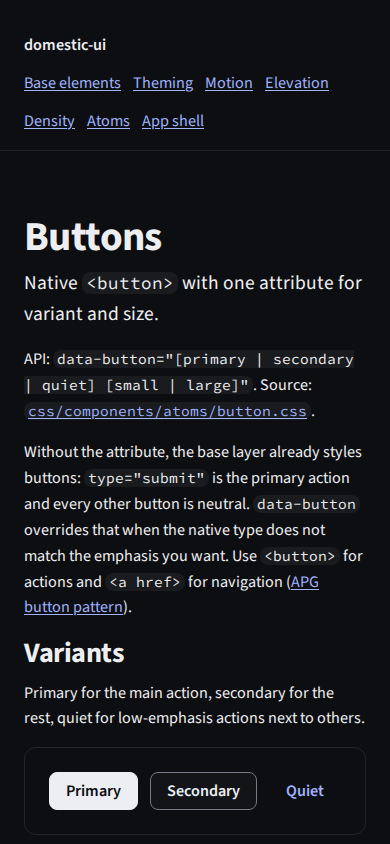 domestic-ui
Base elements Theming Motion Elevation
Density Atoms App shell
Buttons
Native <button> with one attribute for
variant and size.
API: data-button="[primary | secondary
| quiet] [small | large]". Source:
css/components/atoms/button.css.
Without the attribute, the base layer already styles
buttons: type="submit" is the primary action
and every other button is neutral. data-button
overrides that when the native type does not
match the emphasis you want. Use <button> for
actions and <a href> for navigation (APG
button pattern).
Variants
Primary for the main action, secondary for the
rest, quiet for low-emphasis actions next to others.
Primary Secondary Quiet